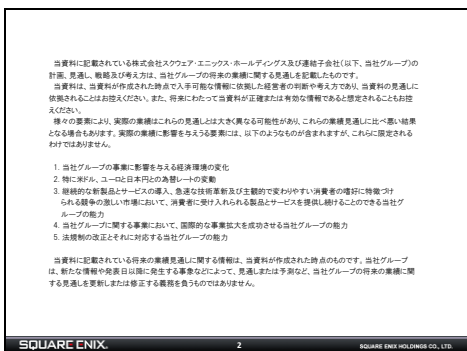 当資料に記載されている株式会社スクウェア・エニックス・ホールディングス及び連結子会社(以下、当社グループ)の
計画、見通し、戦略及び考え方は、当社グループの将来の業績に関する見通しを記載したものです。
当資料は、当資料が作成された時点で入手可能な情報に依拠した経営者の判断や考え方であり、当資料の見通しに
依拠されることはお控えください。また、将来にわたって当資料が正確または有効な情報であると想定されることもお控
えください。
様々な要素により、実際の業績はこれらの見通しとは大きく異なる可能性があり、これらの業績見通しに比べ悪い結果
となる場合もあります。実際の業績に影響を与えうる要素には、以下のようなものが含まれますが、これらに限定される
わけではありません。
1. 当社グループの事業に影響を与える経済環境の変化
2. 特に米ドル、ユーロと日本円との為替レートの変動
3. 継続的な新製品とサービスの導入、急速な技術革新及び主観的で変わりやすい消費者の嗜好に特徴づけ
られる競争の激しい市場において、消費者に受け入れられる製品とサービスを提供し続けることのできる当社グ
ループの能力
4. 当社グループに関する事業において、国際的な事業拡大を成功させる当社グループの能力
5. 法規制の改正とそれに対応する当社グループの能力
当資料に記載されている将来の業績見通しに関する情報は、当資料が作成された時点のものです。当社グループ
は、新たな情報や発表日以降に発生する事象などによって、見通しまたは予測など、当社グループの将来の業績に関
する見通しを更新しまたは修正する義務を負うものではありません。
SQUARE ENIX. 2 SQUARE ENIX HOLDINGS CO., LTD.